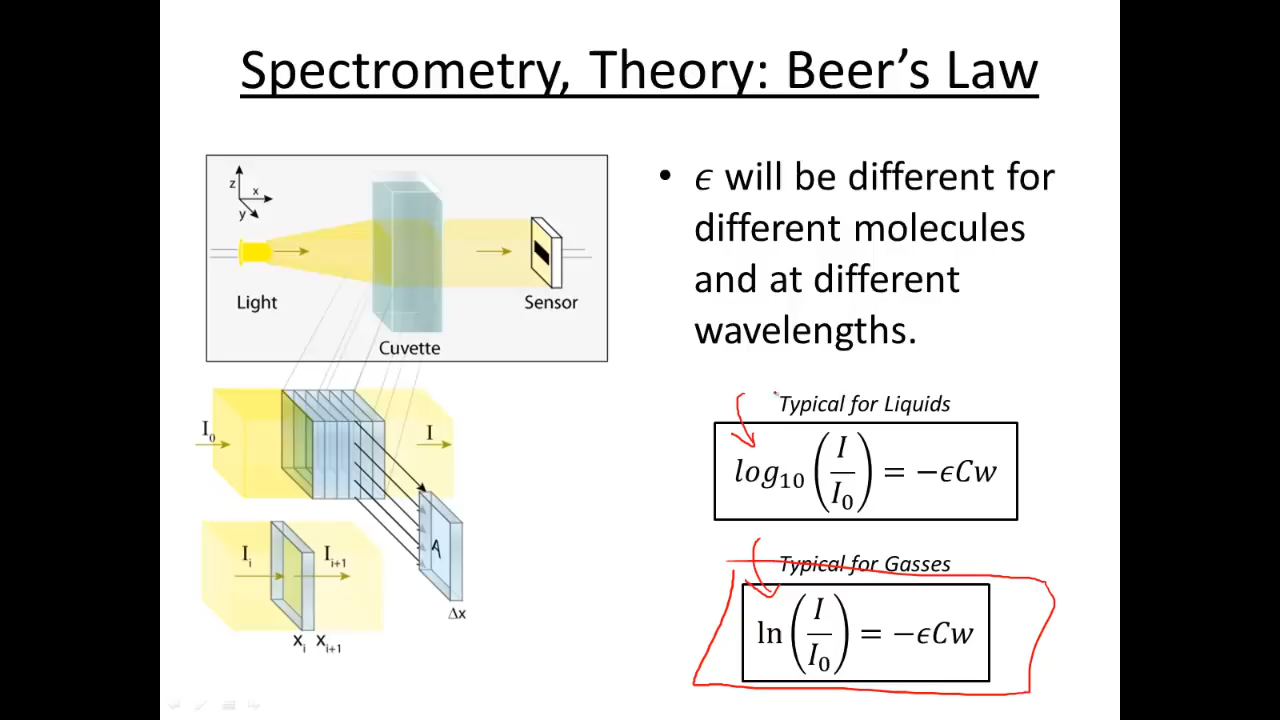 Spectrometry, Theory: Beer's Law
z
x
y
Light
Sensor
Cuvette
I₀
I
A
Iᵢ
Iᵢ₊₁
Δx
xᵢ xᵢ₊₁
• ϵ will be different for
different molecules
and at different
wavelengths.
Typical for Liquids
log₁₀ (I/I₀) = −ϵCw
Typical for Gasses
ln (I/I₀) = −ϵCw